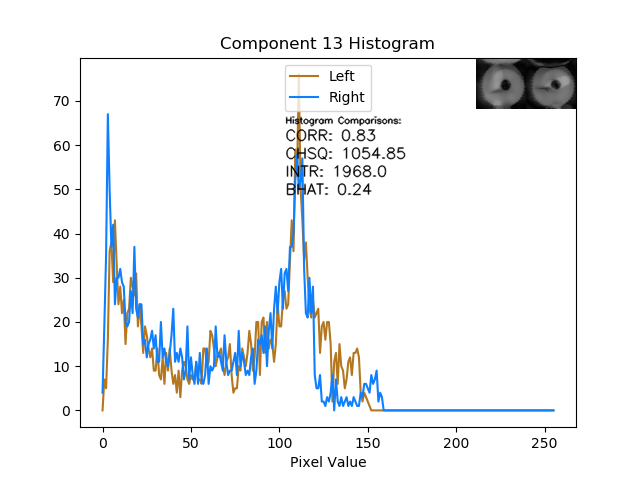 Component 13 Histogram
Left
Right
Histogram Comparisons:
CORR: 0.83
CHSQ: 1054.85
INTR: 1968.0
BHAT: 0.24
70
60
50
40
30
20
10
0
0 50 100 150 200 250
Pixel Value